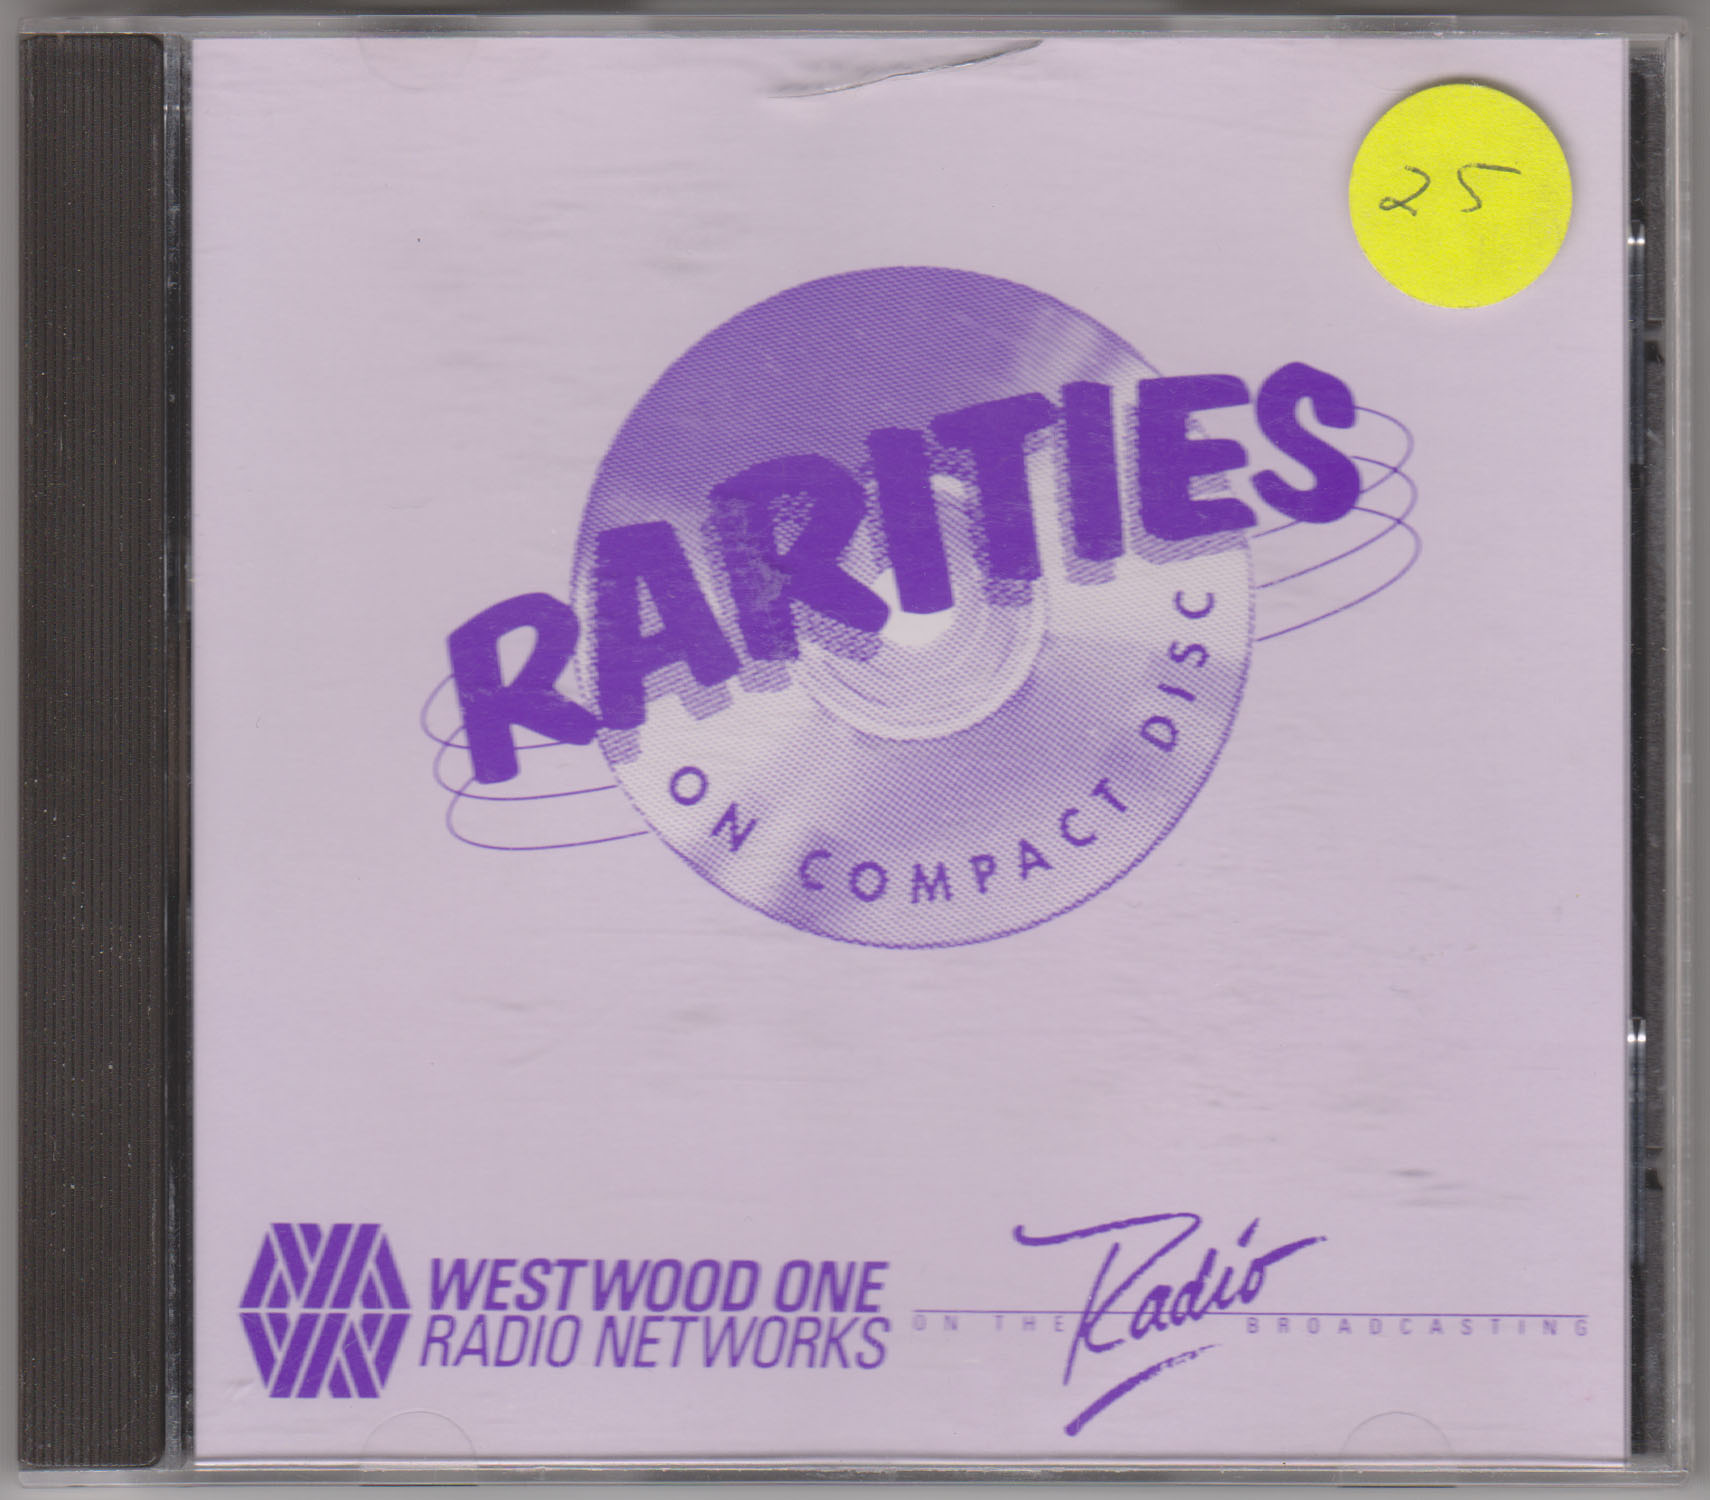 25
RARITIES
ON COMPACT DISC
WESTWOOD ONE
RADIO NETWORKS
ON THE Radio BROADCASTING